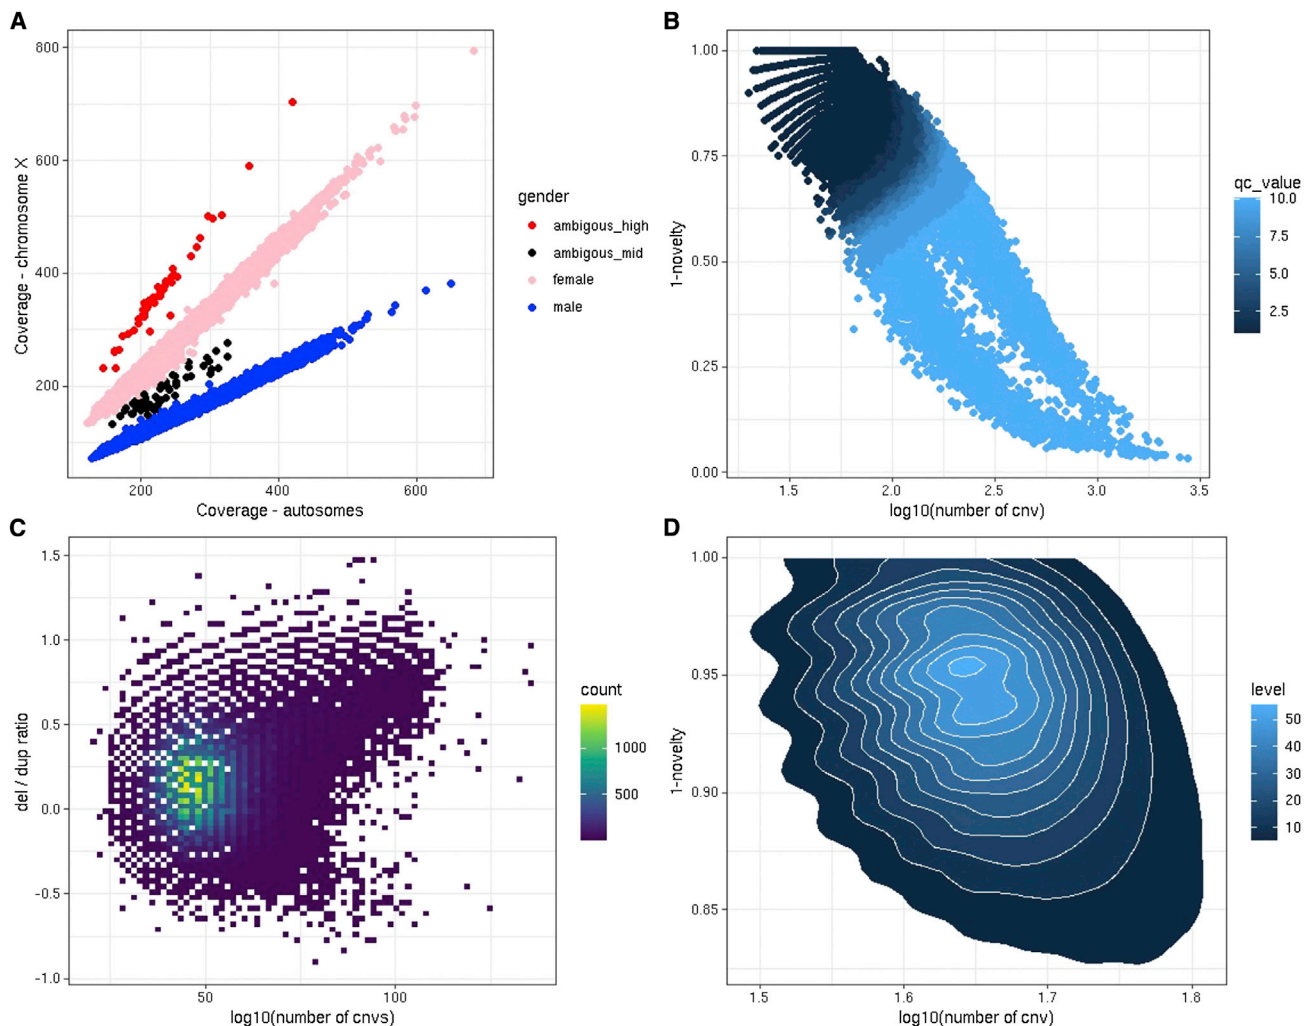 A
800
600
400
200
Coverage - chromosome X
200
400
600
Coverage - autosomes
gender
ambigous_high
ambigous_mid
female
male
B
1.00
0.75
0.50
0.25
0.00
1-novelty
1.5
2.0
2.5
3.0
3.5
log10(number of cnv)
qc_value
10.0
7.5
5.0
2.5
C
1.5
1.0
0.5
0.0
-0.5
-1.0
del / dup ratio
50
100
log10(number of cnvs)
count
1000
500
D
1.00
0.95
0.90
0.85
1-novelty
1.5
1.6
1.7
1.8
log10(number of cnv)
level
50
40
30
20
10